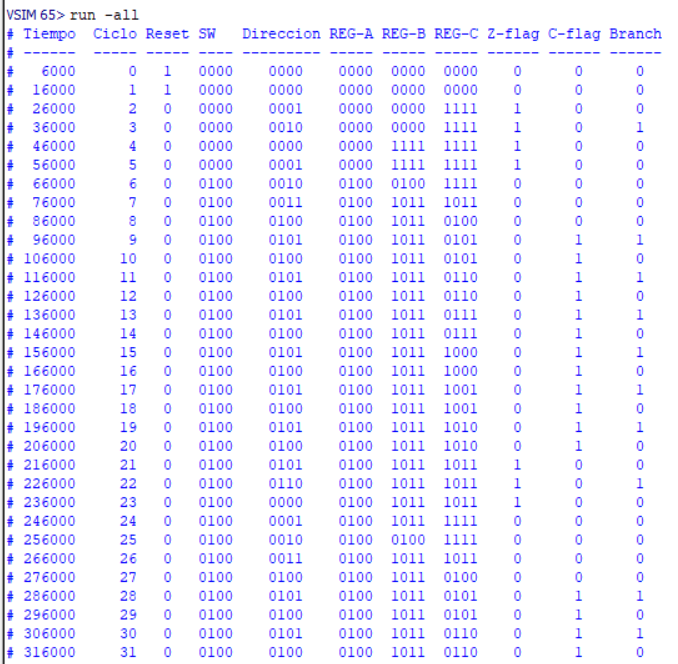 VSIM 65> run -all
# Tiempo Ciclo Reset SW Direccion REG-A REG-B REG-C Z-flag C-flag Branch
# ------ ----- ----- ---- --------- ----- ----- ----- ------ ------ ------
# 6000 0 1 0000 0000 0000 0000 0000 0 0 0
# 16000 1 1 0000 0000 0000 0000 0000 0 0 0
# 26000 2 0 0000 0001 0000 0000 1111 1 0 0
# 36000 3 0 0000 0010 0000 0000 1111 1 0 1
# 46000 4 0 0000 0000 0000 1111 1111 1 0 0
# 56000 5 0 0000 0001 0000 1111 1111 1 0 0
# 66000 6 0 0100 0010 0100 0100 1111 0 0 0
# 76000 7 0 0100 0011 0100 1011 1011 0 0 0
# 86000 8 0 0100 0100 0100 1011 0100 0 0 0
# 96000 9 0 0100 0101 0100 1011 0101 0 1 1
# 106000 10 0 0100 0100 0100 1011 0101 0 1 0
# 116000 11 0 0100 0101 0100 1011 0110 0 1 1
# 126000 12 0 0100 0100 0100 1011 0110 0 1 0
# 136000 13 0 0100 0101 0100 1011 0111 0 1 1
# 146000 14 0 0100 0100 0100 1011 0111 0 1 0
# 156000 15 0 0100 0101 0100 1011 1000 0 1 1
# 166000 16 0 0100 0100 0100 1011 1000 0 1 0
# 176000 17 0 0100 0101 0100 1011 1001 0 1 1
# 186000 18 0 0100 0100 0100 1011 1001 0 1 0
# 196000 19 0 0100 0101 0100 1011 1010 0 1 1
# 206000 20 0 0100 0100 0100 1011 1010 0 1 0
# 216000 21 0 0100 0101 0100 1011 1011 1 0 0
# 226000 22 0 0100 0110 0100 1011 1011 1 0 1
# 236000 23 0 0100 0000 0100 1011 1011 1 0 0
# 246000 24 0 0100 0001 0100 1011 1111 0 0 0
# 256000 25 0 0100 0010 0100 0100 1111 0 0 0
# 266000 26 0 0100 0011 0100 1011 1011 0 0 0
# 276000 27 0 0100 0100 0100 1011 0100 0 0 0
# 286000 28 0 0100 0101 0100 1011 0101 0 1 1
# 296000 29 0 0100 0100 0100 1011 0101 0 1 0
# 306000 30 0 0100 0101 0100 1011 0110 0 1 1
# 316000 31 0 0100 0100 0100 1011 0110 0 1 0